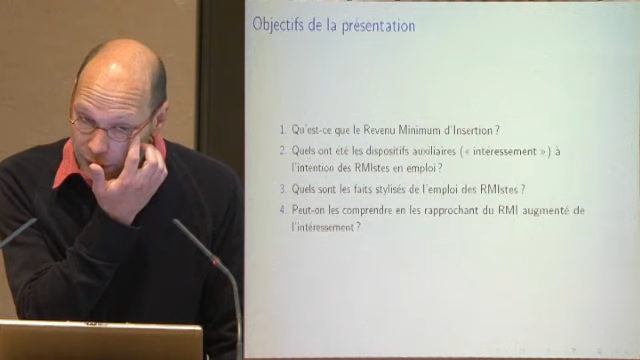 Objectifs de la présentation
1. Qu'est-ce que le Revenu Minimum d'Insertion ?
2. Quels ont été les dispositifs auxiliaires (« intéressement ») à
l'intention des RMIstes en emploi ?
3. Quels sont les faits stylisés de l'emploi des RMIstes ?
4. Peut-on les comprendre en les rapprochant du RMI augmenté de
l'intéressement ?